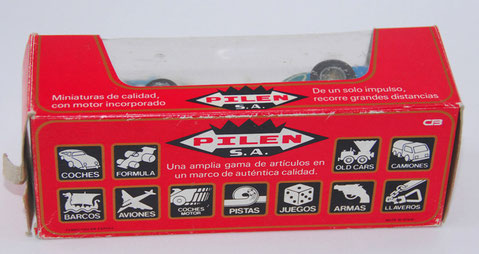 Miniaturas de calidad,
con motor incorporado
PILEN
S.A.
De un solo impulso,
recorre grandes distancias
PILEN
S.A.
Una amplia gama de artículos en
un marco de auténtica calidad.
COCHES
FORMULA
OLD CARS
CAMIONES
BARCOS
AVIONES
COCHES
MOTOR
PISTAS
JUEGOS
ARMAS
LLAVEROS